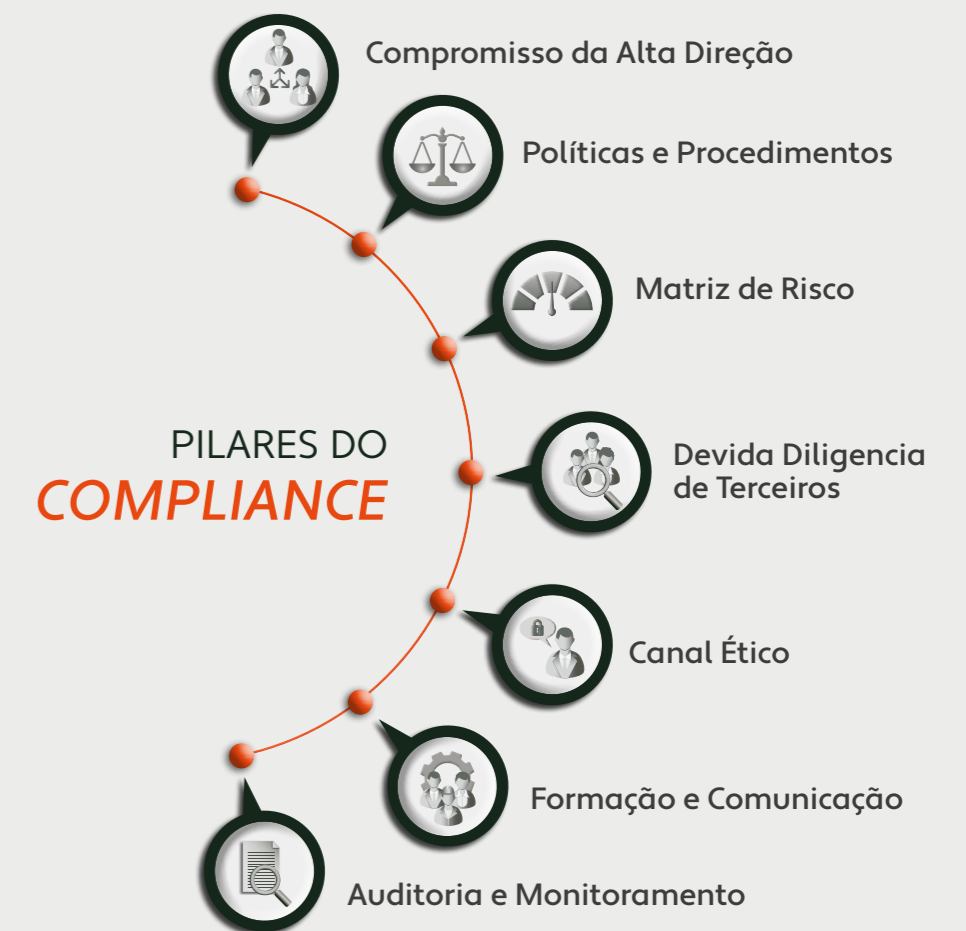 Compromisso da Alta Direção
Políticas e Procedimentos
Matriz de Risco
PILARES DO
COMPLIANCE
Devida Diligencia
de Terceiros
Canal Ético
Formação e Comunicação
Auditoria e Monitoramento